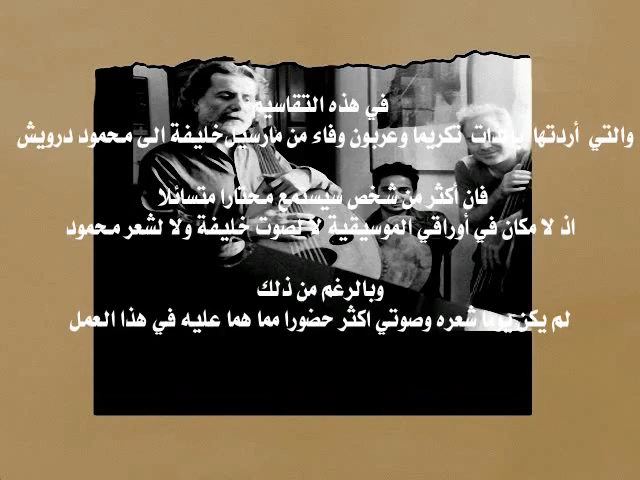 في هذه التقاسيم
والتي أردتها بالذات تكريما وعربون وفاء من مارسيل خليفة الى محمود درويش
فان أكثر من شخص سيستمع محتارا متسائلا
اذ لا مكان في أوراقي الموسيقية لا لصوت خليفة ولا لشعر محمود
وبالرغم من ذلك
لم يكن يوما شعره وصوتي اكثر حضورا مما هما عليه في هذا العمل